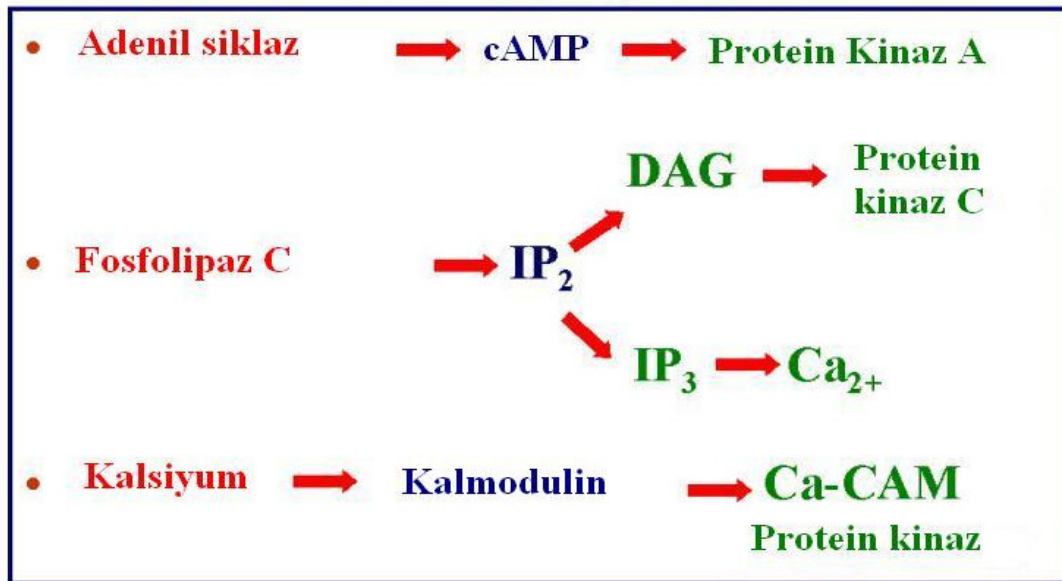 • Adenil siklaz cAMP Protein Kinaz A
DAG Protein
kinaz C
• Fosfolipaz C IP₂
IP₃ Ca₂₊
• Kalsiyum Kalmodulin Ca-CAM
Protein kinaz